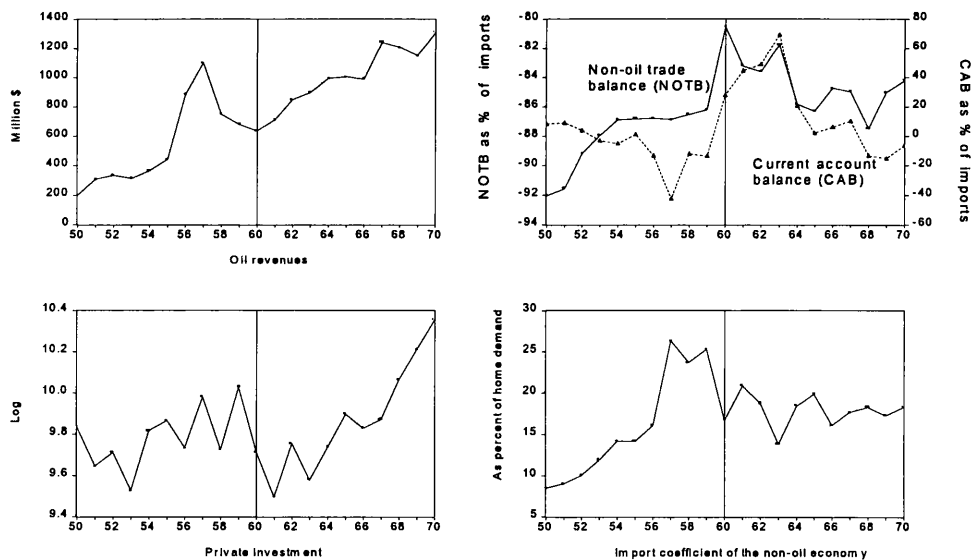 1400
1200
1000
800
600
400
200
0
Million $
50 52 54 56 58 60 62 64 66 68 70
Oil revenues
-80
-82
-84
-86
-88
-90
-92
-94
NOTB as % of imports
Non-oil trade
balance (NOTB)
Current account
balance (CAB)
80
60
40
20
0
-20
-40
-60
CAB as % of imports
50 52 54 56 58 60 62 64 66 68 70
10.4
10.2
10.0
9.8
9.6
9.4
Log
50 52 54 56 58 60 62 64 66 68 70
Private investment
30
25
20
15
10
5
As percent of home demand
50 52 54 56 58 60 62 64 66 68 70
Import coefficient of the non-oil economy